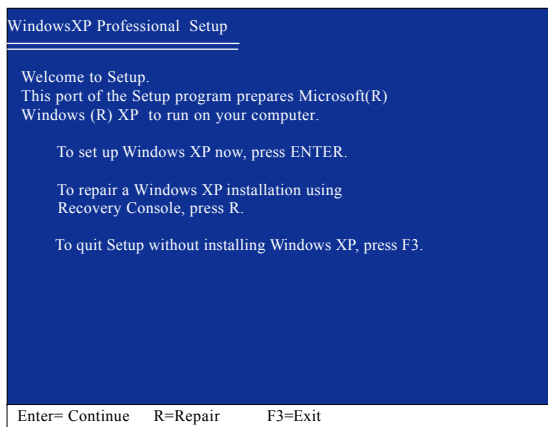 WindowsXP Professional  Setup
Welcome to Setup.
This port of the Setup program prepares Microsoft(R)
Windows (R) XP  to run on your computer.
To set up Windows XP now, press ENTER.
To repair a Windows XP installation using
Recovery Console, press R.
To quit Setup without installing Windows XP, press F3.
Enter= Continue    R=Repair    F3=Exit